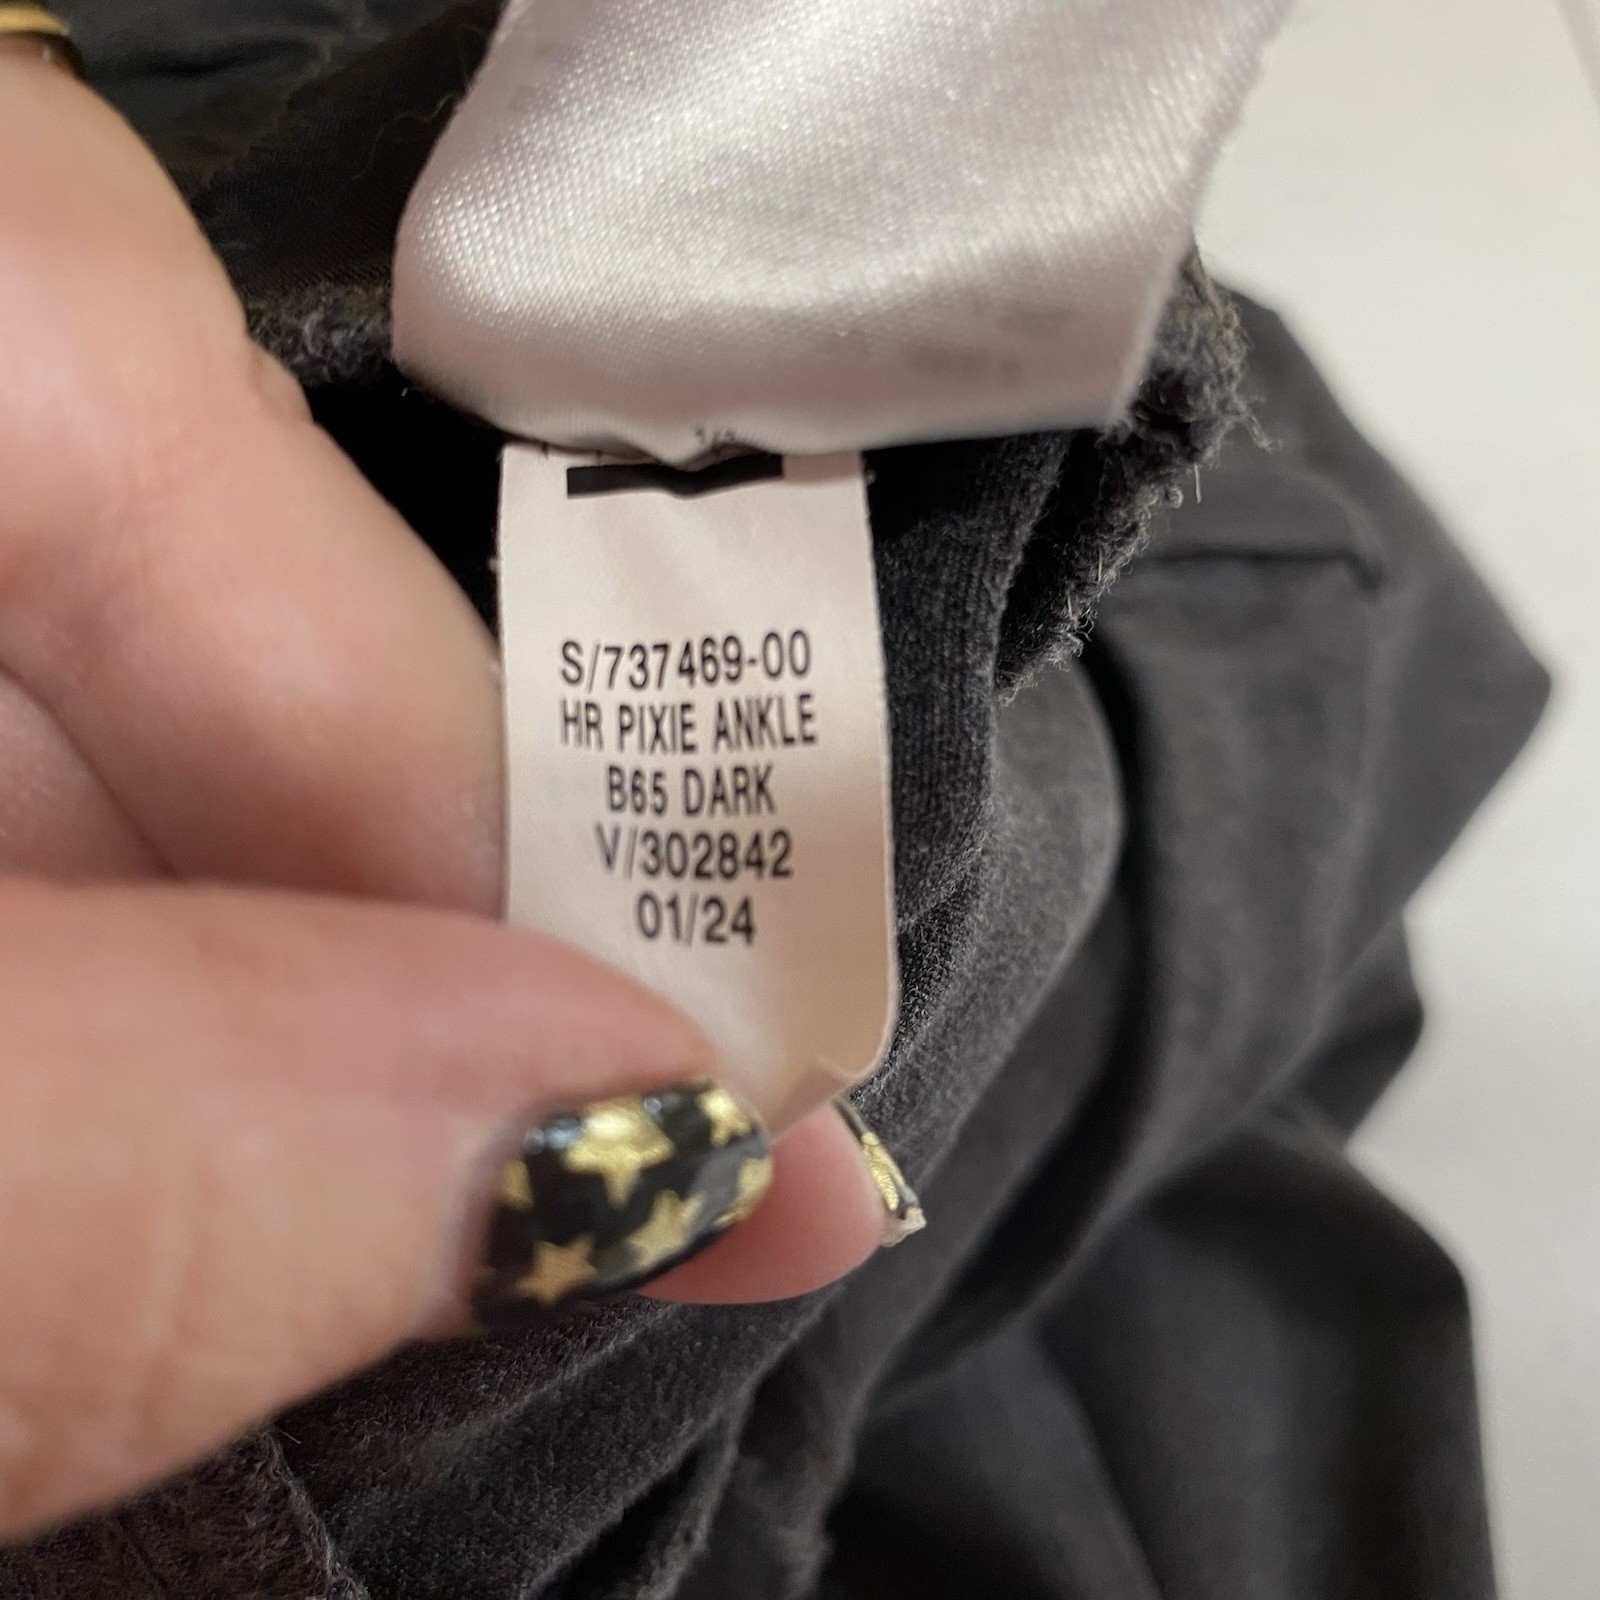 S/737469-00
HR PIXIE ANKLE
B65 DARK
V/302842
01/24